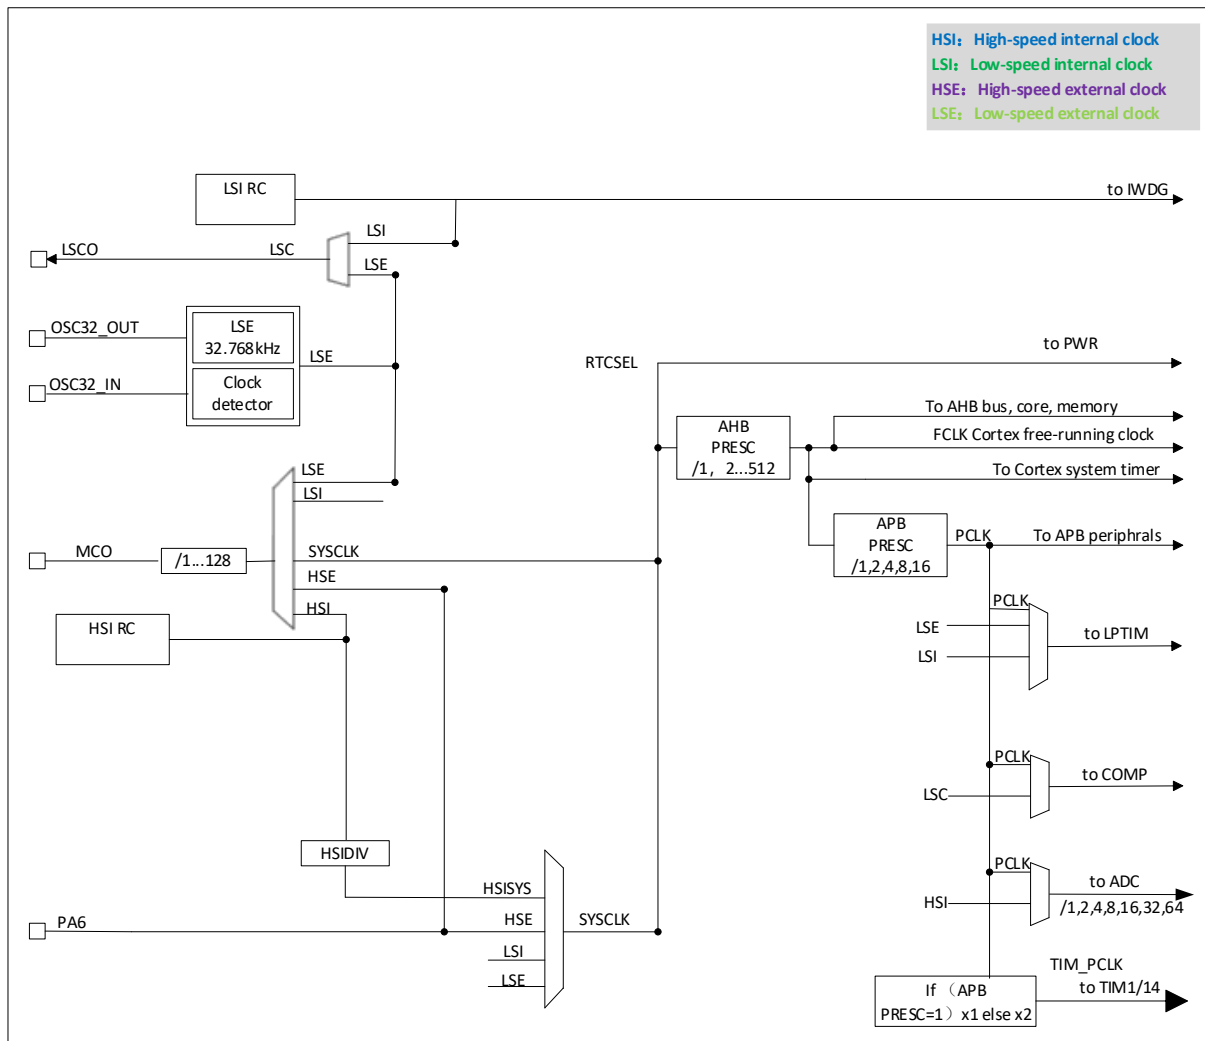 HSI： High-speed internal clock
LSI： Low-speed internal clock
HSE： High-speed external clock
LSE： Low-speed external clock
LSI RC
to IWDG
LSI
LSCO
LSC
LSE
OSC32_OUT
LSE
32.768kHz
LSE
OSC32_IN
Clock
detector
RTCSEL
to PWR
AHB
PRESC
/1， 2...512
To AHB bus, core, memory
FCLK Cortex free-running clock
To Cortex system timer
LSE
LSI
MCO
/1...128
SYSCLK
HSE
HSI
HSI RC
APB
PRESC
/1,2,4,8,16
PCLK
To APB periphrals
PCLK
LSE
LSI
to LPTIM
PCLK
LSC
to COMP
HSIDIV
PCLK
HSI
to ADC
/1,2,4,8,16,32,64
PA6
HSISYS
HSE
SYSCLK
LSI
LSE
TIM_PCLK
to TIM1/14
If （APB
PRESC=1） x1 else x2